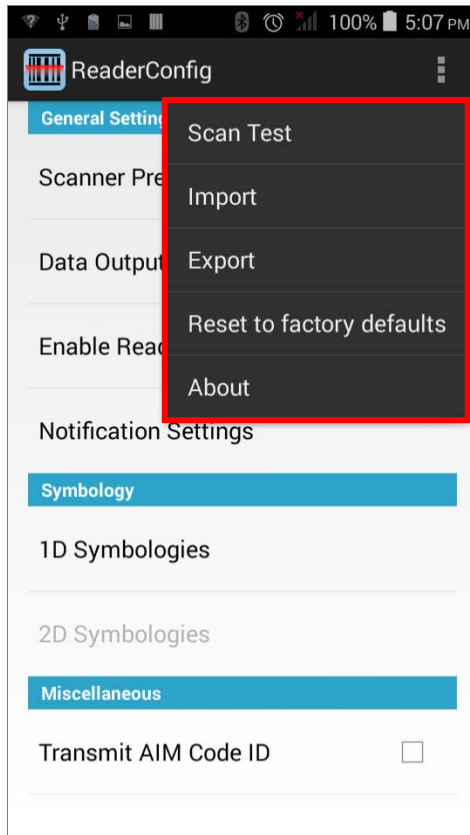 100% 5:07 PM
ReaderConfig
General Setting
Scan Test
Scanner Pre
Import
Data Output
Export
Enable Read
Reset to factory defaults
About
Notification Settings
Symbology
1D Symbologies
2D Symbologies
Miscellaneous
Transmit AIM Code ID